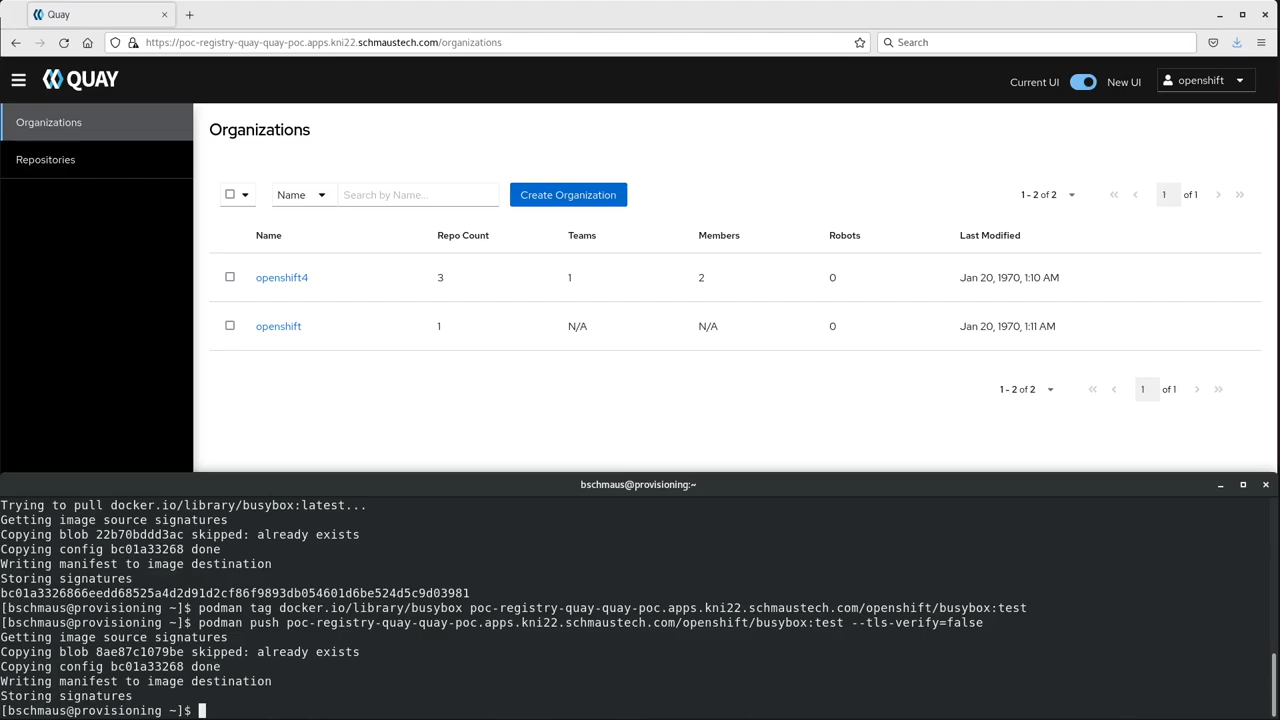 Quay
https://poc-registry-quay-quay-poc.apps.kni22.schmaustech.com/organizations
Search
QUAY
Current UI
New UI
openshift
Organizations
Repositories
Organizations
Name
Search by Name...
Create Organization
1 - 2 of 2
1 of 1
Name Repo Count Teams Members Robots Last Modified
openshift4 3 1 2 0 Jan 20, 1970, 1:10 AM
openshift 1 N/A N/A 0 Jan 20, 1970, 1:11 AM
1 - 2 of 2
1 of 1
bschmaus@provisioning:~
Trying to pull docker.io/library/busybox:latest...
Getting image source signatures
Copying blob 22b70bddd3ac skipped: already exists
Copying config bc01a33268 done
Writing manifest to image destination
Storing signatures
bc01a3326866eedd68525a4d2d91d2cf86f9893db054601d6be524d5c9d03981
[bschmaus@provisioning ~]$ podman tag docker.io/library/busybox poc-registry-quay-quay-poc.apps.kni22.schmaustech.com/openshift/busybox:test
[bschmaus@provisioning ~]$ podman push poc-registry-quay-quay-poc.apps.kni22.schmaustech.com/openshift/busybox:test --tls-verify=false
Getting image source signatures
Copying blob 8ae87c1079be skipped: already exists
Copying config bc01a33268 done
Writing manifest to image destination
Storing signatures
[bschmaus@provisioning ~]$